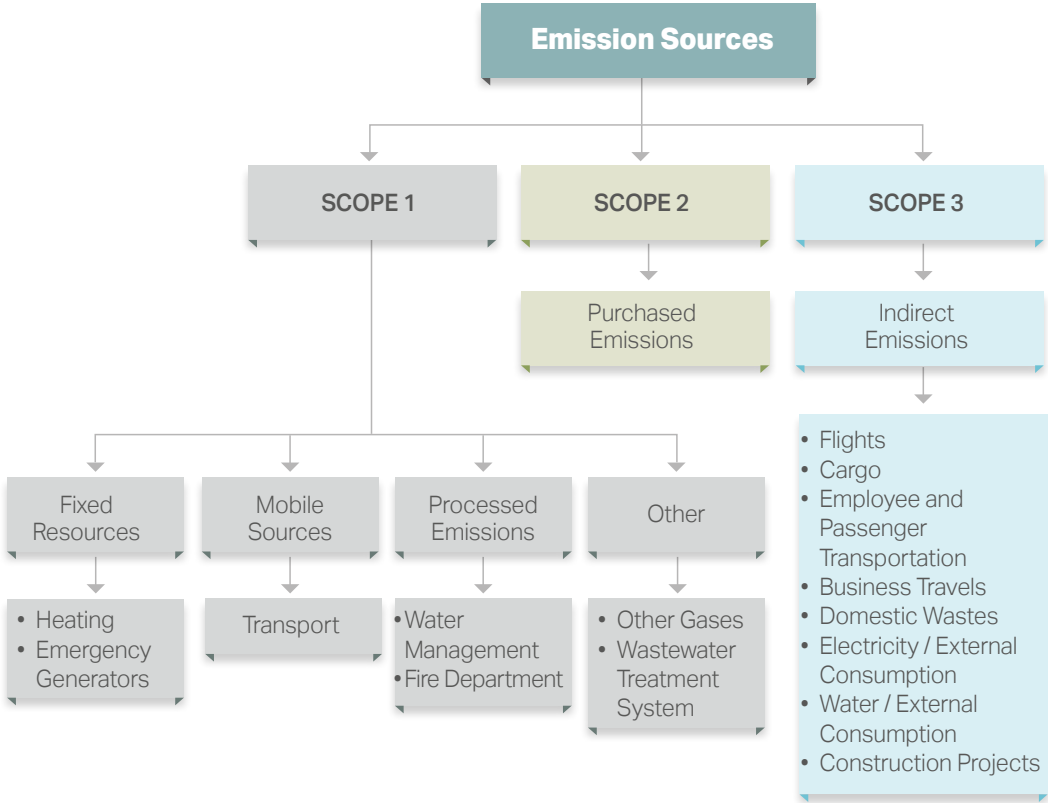 Emission Sources
SCOPE 1
SCOPE 2
SCOPE 3
Purchased
Emissions
Indirect
Emissions
Fixed
Resources
Mobile
Sources
Processed
Emissions
Other
• Heating
• Emergency
Generators
Transport
•Water
Management
•Fire Department
• Other Gases
• Wastewater
Treatment
System
• Flights
• Cargo
• Employee and
Passenger
Transportation
• Business Travels
• Domestic Wastes
• Electricity / External
Consumption
• Water / External
Consumption
• Construction Projects